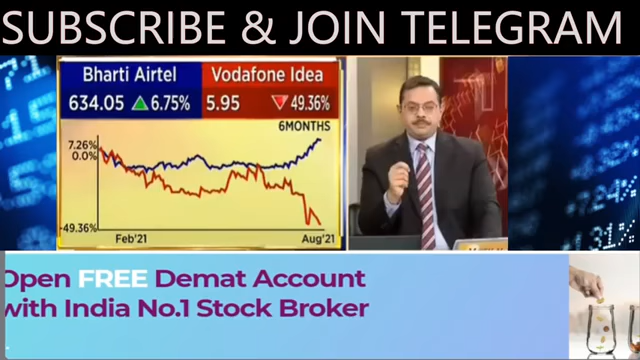 SUBSCRIBE & JOIN TELEGRAM
Bharti Airtel
Vodafone Idea
634.05 ▲ 6.75%
5.95 ▼ 49.36%
6MONTHS
7.26%
0.0%
-49.36%
Feb'21
Aug'21
Open FREE Demat Account
with India No.1 Stock Broker